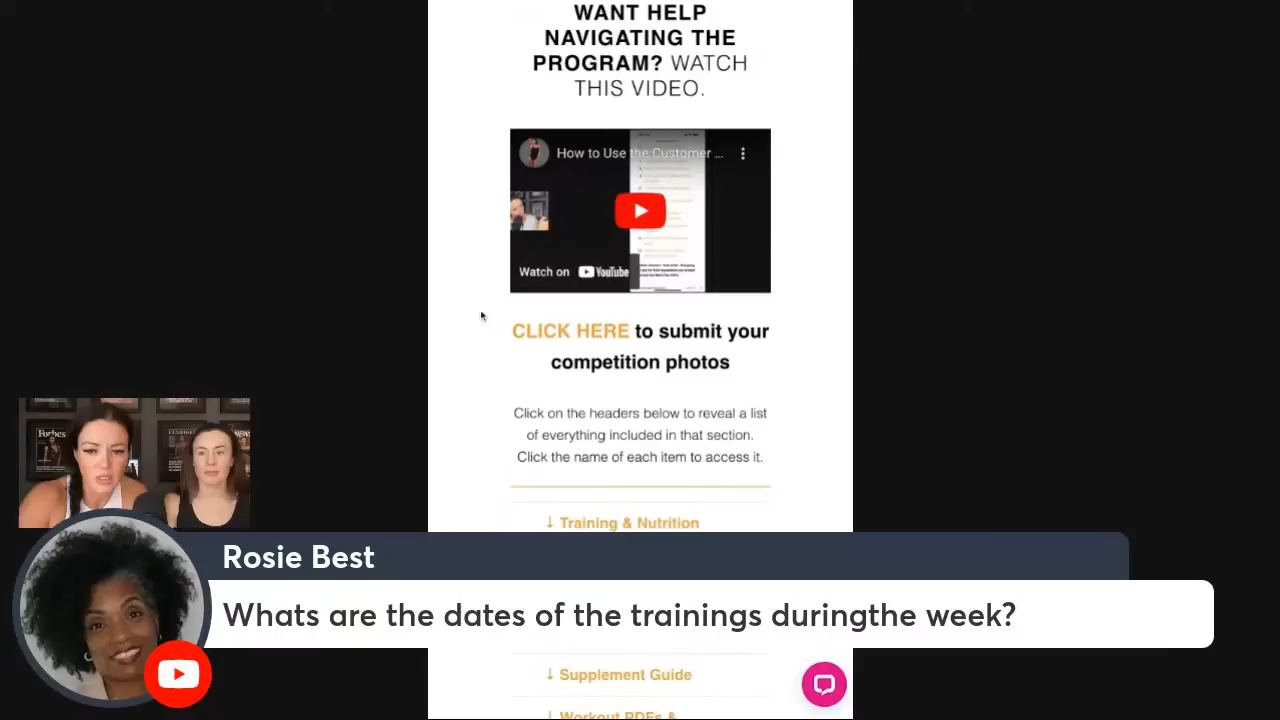 WANT HELP
NAVIGATING THE
PROGRAM? WATCH
THIS VIDEO.
How to Use the Customer ...
Watch on YouTube
CLICK HERE to submit your
competition photos
Click on the headers below to reveal a list
of everything included in that section.
Click the name of each item to access it.
↓ Training & Nutrition
Forbes
Rosie Best
Whats are the dates of the trainings duringthe week?
↓ Supplement Guide
↓ Workout PDFs &